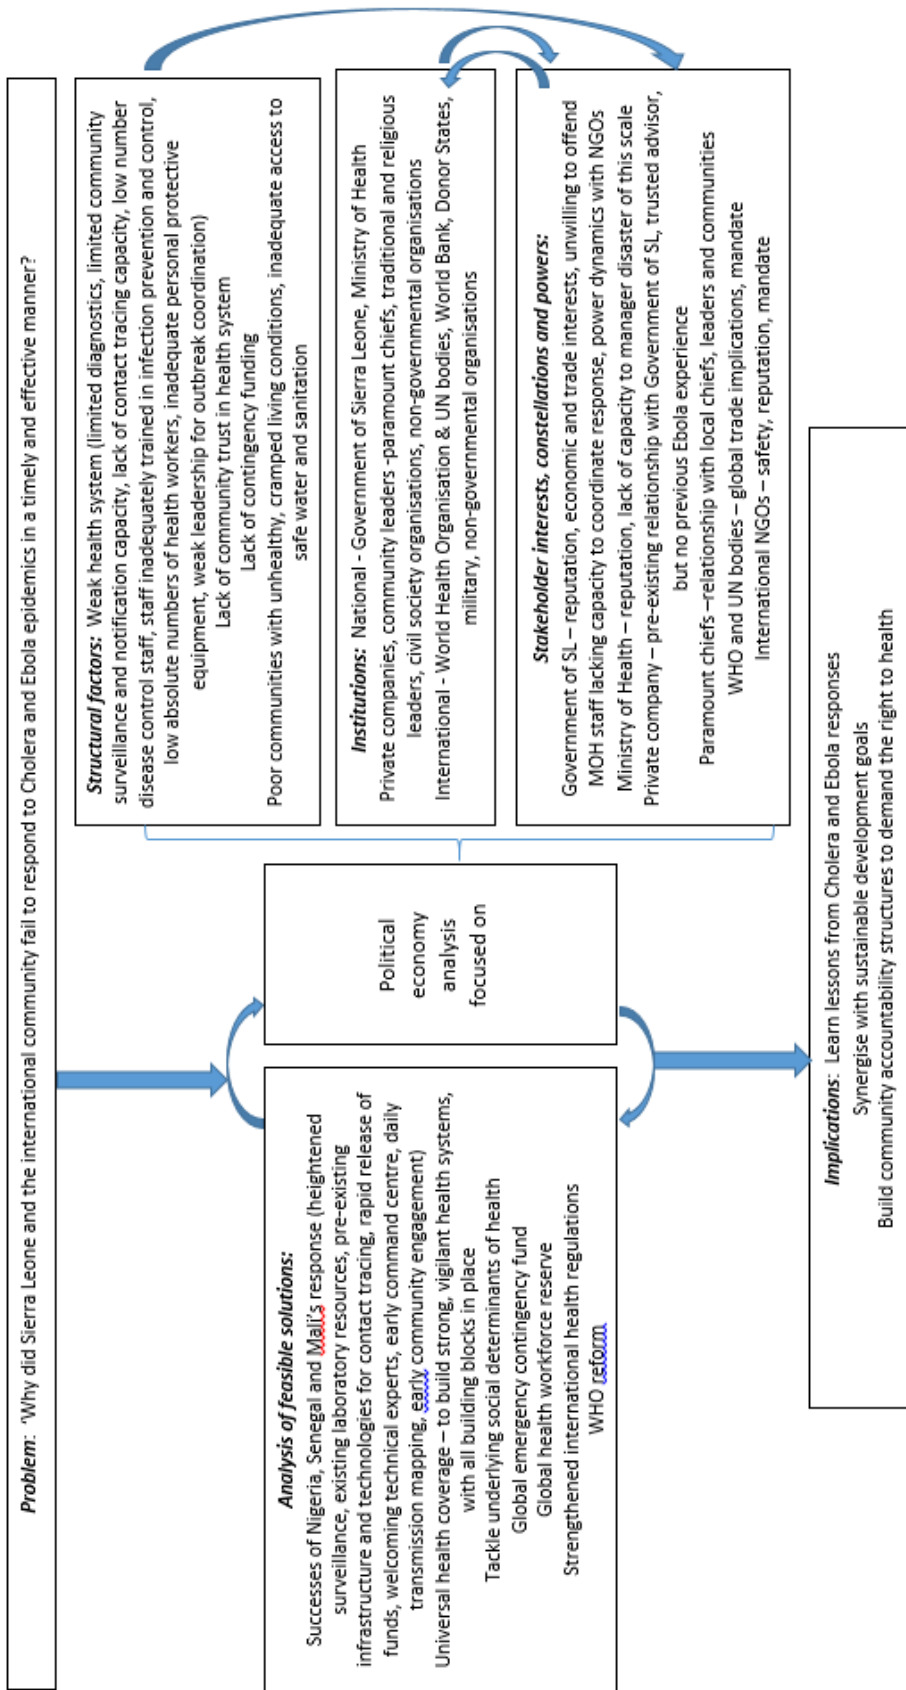 Problem: 'Why did Sierra Leone and the international community fail to respond to Cholera and Ebola epidemics in a timely and effective manner?
Analysis of feasible solutions:
Successes of Nigeria, Senegal and Mali's response (heightened
surveillance, existing laboratory resources, pre-existing
infrastructure and technologies for contact tracing, rapid release of
funds, welcoming technical experts, early command centre, daily
transmission mapping, early community engagement)
Universal health coverage – to build strong, vigilant health systems,
with all building blocks in place
Tackle underlying social determinants of health
Global emergency contingency fund
Global health workforce reserve
Strengthened international health regulations
WHO reform
Political
economy
analysis
focused on
Structural factors: Weak health system (limited diagnostics, limited community
surveillance and notification capacity, lack of contact tracing capacity, low number
disease control staff, staff inadequately trained in infection prevention and control,
low absolute numbers of health workers, inadequate personal protective
equipment, weak leadership for outbreak coordination)
Lack of community trust in health system
Lack of contingency funding
Poor communities with unhealthy, cramped living conditions, inadequate access to
safe water and sanitation
Institutions: National - Government of Sierra Leone, Ministry of Health
Private companies, community leaders -paramount chiefs, traditional and religious
leaders, civil society organisations, non-governmental organisations
International - World Health Organisation & UN bodies, World Bank, Donor States,
military, non-governmental organisations
Stakeholder interests, constellations and powers:
Government of SL – reputation, economic and trade interests, unwilling to offend
MOH staff lacking capacity to coordinate response, power dynamics with NGOs
Ministry of Health – reputation, lack of capacity to manager disaster of this scale
Private company – pre-existing relationship with Government of SL, trusted advisor,
but no previous Ebola experience
Paramount chiefs –relationship with local chiefs, leaders and communities
WHO and UN bodies – global trade implications, mandate
International NGOs – safety, reputation, mandate
Implications: Learn lessons from Cholera and Ebola responses
Synergise with sustainable development goals
Build community accountability structures to demand the right to health